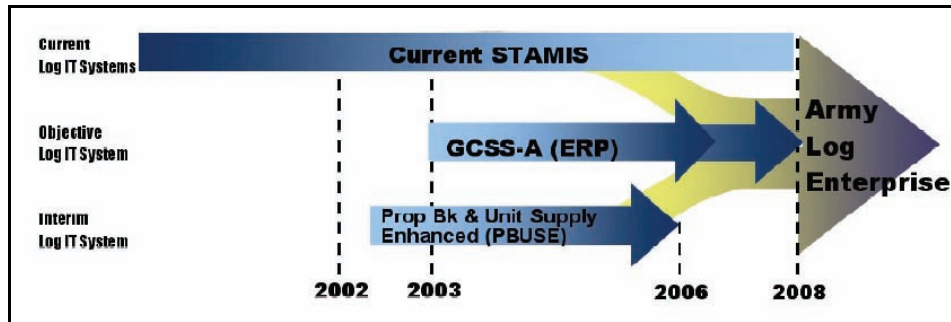 Current
Log IT Systems
Current STAMIS
Objective
Log IT System
GCSS-A (ERP)
Army
Log
Enterprise
Interim
Log IT System
Prop Bk & Unit Supply
Enhanced (PBUSE)
2002
2003
2006
2008